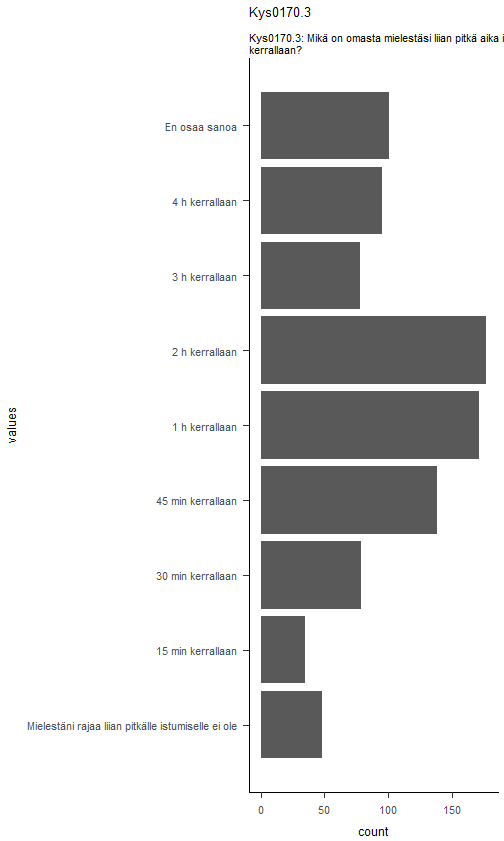 Kys0170.3
Kys0170.3: Mikä on omasta mielestäsi liian pitkä aika i
kerrallaan?
En osaa sanoa
4 h kerrallaan
3 h kerrallaan
2 h kerrallaan
1 h kerrallaan
45 min kerrallaan
30 min kerrallaan
15 min kerrallaan
Mielestäni rajaa liian pitkälle istumiselle ei ole
values
0 50 100 150
count